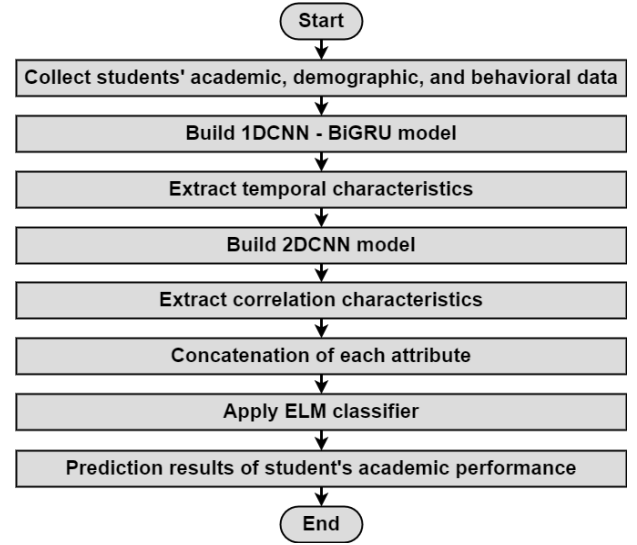 Start
Collect students' academic, demographic, and behavioral data
Build 1DCNN - BiGRU model
Extract temporal characteristics
Build 2DCNN model
Extract correlation characteristics
Concatenation of each attribute
Apply ELM classifier
Prediction results of student's academic performance
End